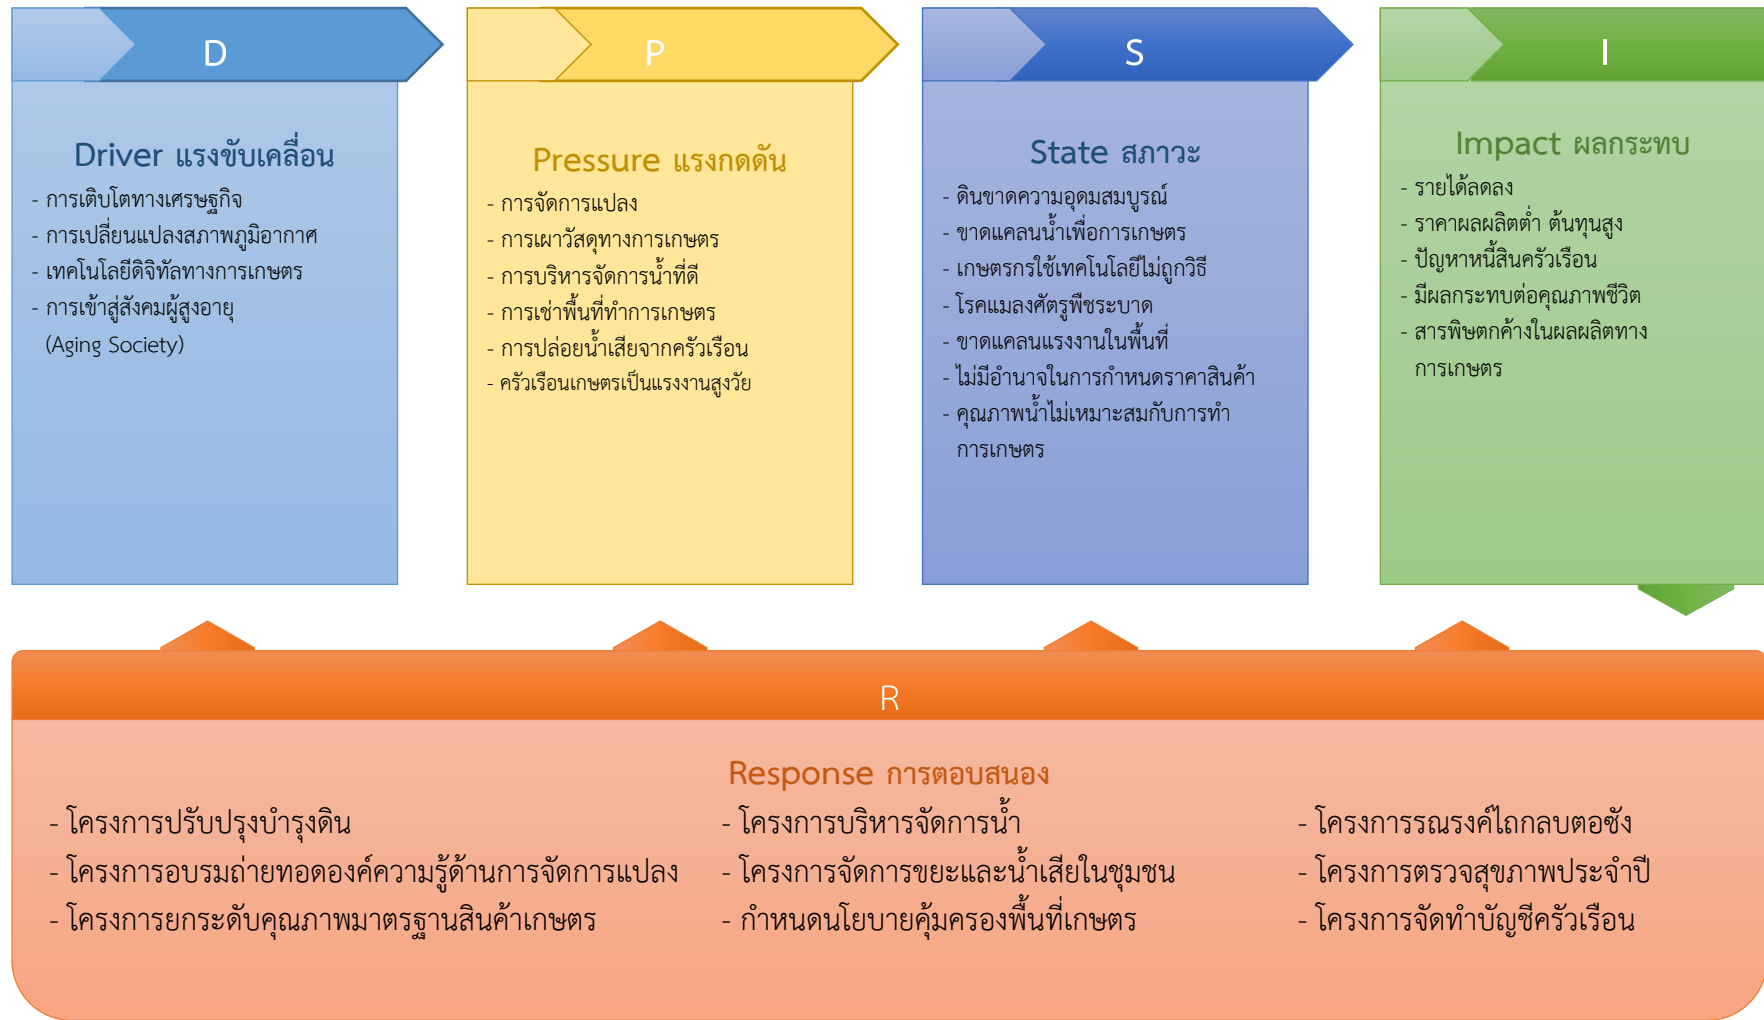 D
Driver แรงขับเคลื่อน
- การเติบโตทางเศรษฐกิจ
- การเปลี่ยนแปลงสภาพภูมิอากาศ
- เทคโนโลยีดิจิทัลทางการเกษตร
- การเข้าสู่สังคมผู้สูงอายุ
(Aging Society)
P
Pressure แรงกดดัน
- การจัดการแปลง
- การเผาวัสดุทางการเกษตร
- การบริหารจัดการน้ำที่ดี
- การเช่าพื้นที่ทำการเกษตร
- การปล่อยน้ำเสียจากครัวเรือน
- ครัวเรือนเกษตรเป็นแรงงานสูงวัย
S
State สภาวะ
- ดินขาดความอุดมสมบูรณ์
- ขาดแคลนน้ำเพื่อการเกษตร
- เกษตรกรใช้เทคโนโลยีไม่ถูกวิธี
- โรคแมลงศัตรูพืชระบาด
- ขาดแคลนแรงงานในพื้นที่
- ไม่มีอำนาจในการกำหนดราคาสินค้า
- คุณภาพน้ำไม่เหมาะสมกับการทำ
การเกษตร
I
Impact ผลกระทบ
- รายได้ลดลง
- ราคาผลผลิตต่ำ ต้นทุนสูง
- ปัญหาหนี้สินครัวเรือน
- มีผลกระทบต่อคุณภาพชีวิต
- สารพิษตกค้างในผลผลิตทาง
การเกษตร
R
Response การตอบสนอง
- โครงการปรับปรุงบำรุงดิน
- โครงการอบรมถ่ายทอดองค์ความรู้ด้านการจัดการแปลง
- โครงการยกระดับคุณภาพมาตรฐานสินค้าเกษตร
- โครงการบริหารจัดการน้ำ
- โครงการจัดการขยะและน้ำเสียในชุมชน
- กำหนดนโยบายคุ้มครองพื้นที่เกษตร
- โครงการรณรงค์ไถกลบตอซัง
- โครงการตรวจสุขภาพประจำปี
- โครงการจัดทำบัญชีครัวเรือน